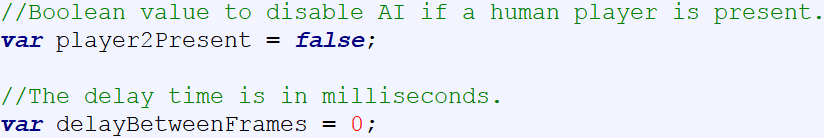 //Boolean value to disable AI if a human player is present.
var player2Present = false;
//The delay time is in milliseconds.
var delayBetweenFrames = 0;